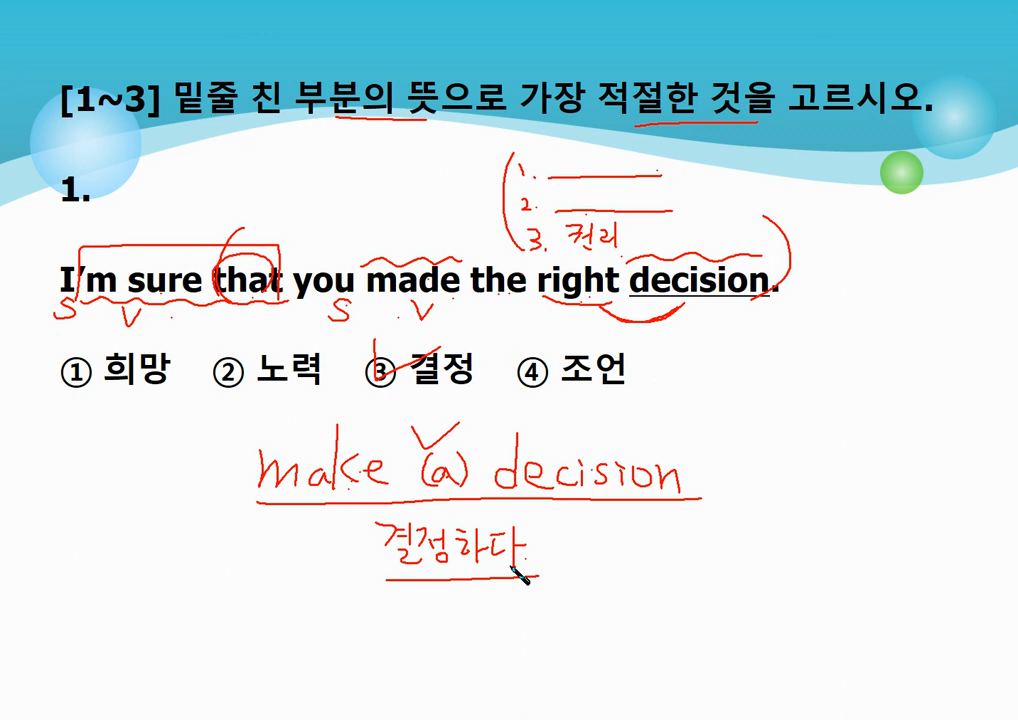 [1~3] 밑줄 친 부분의 뜻으로 가장 적절한 것을 고르시오.
1.
1.
2.
3. 권리
I'm sure that you made the right decision.
S V S V
① 희망 ② 노력 ③ 결정 ④ 조언
make (a) decision
결정하다